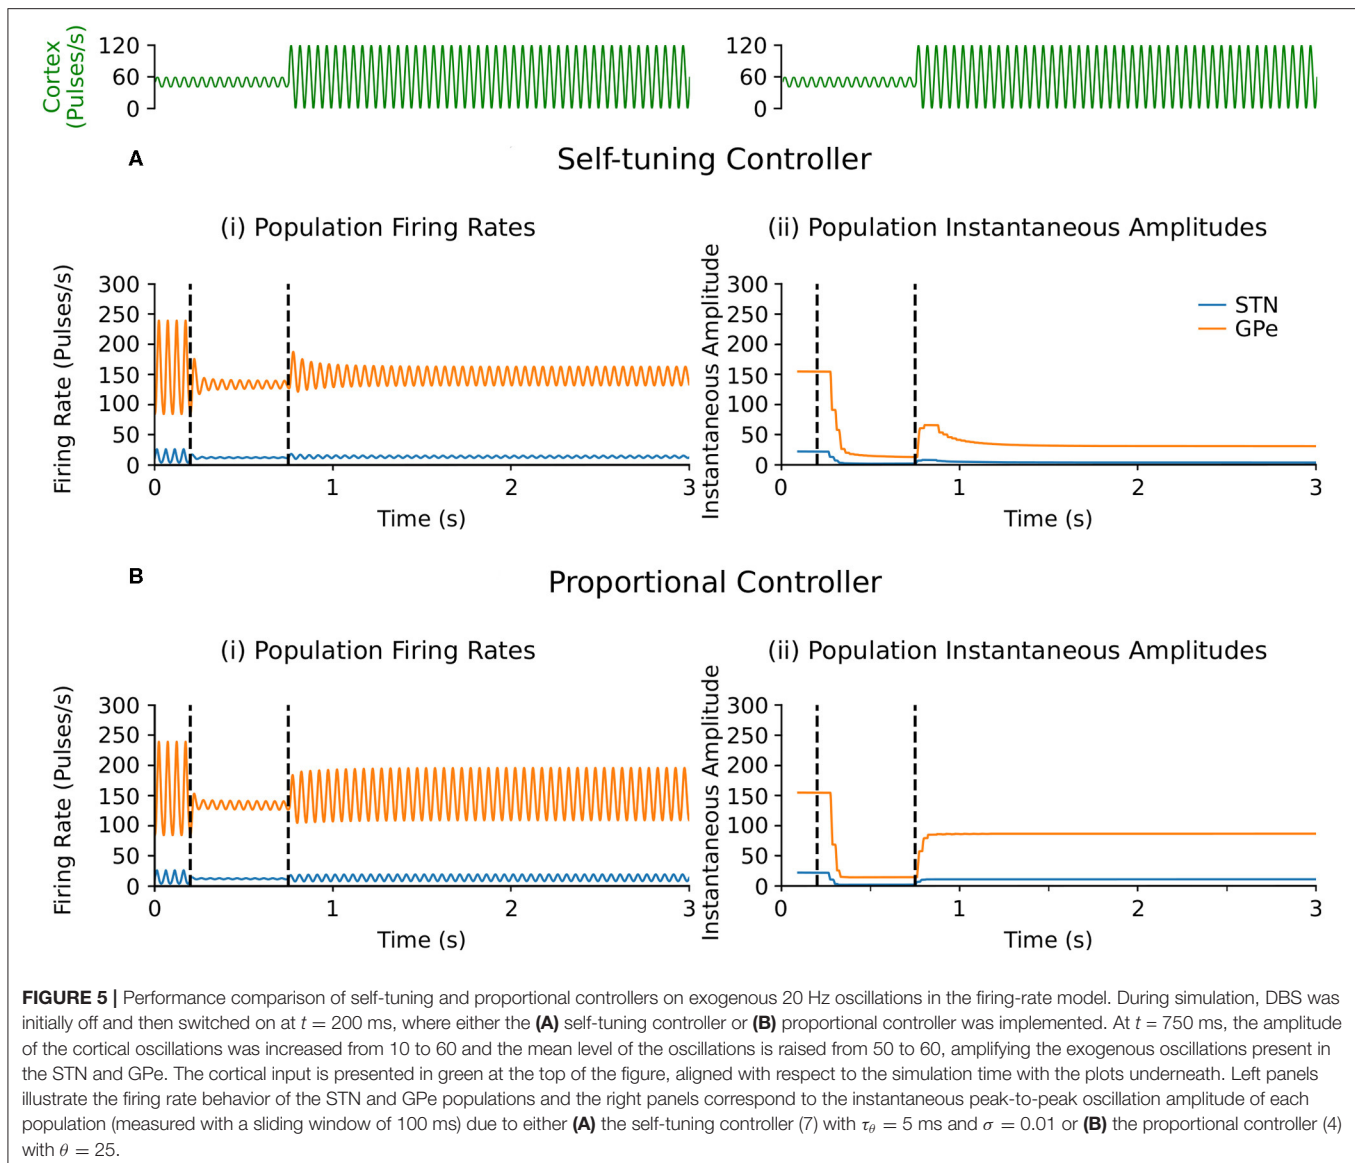 Cortex
(Pulses/s)
120
60
0
120
60
0
A
Self-tuning Controller
(i) Population Firing Rates
(ii) Population Instantaneous Amplitudes
Firing Rate (Pulses/s)
300
250
200
150
100
50
0
0 1 2 3
Time (s)
Instantaneous Amplitude
300
250
200
150
100
50
0
STN
GPe
0 1 2 3
Time (s)
B
Proportional Controller
(i) Population Firing Rates
(ii) Population Instantaneous Amplitudes
Firing Rate (Pulses/s)
300
250
200
150
100
50
0
0 1 2 3
Time (s)
Instantaneous Amplitude
300
250
200
150
100
50
0
0 1 2 3
Time (s)
FIGURE 5 | Performance comparison of self-tuning and proportional controllers on exogenous 20 Hz oscillations in the firing-rate model. During simulation, DBS was
initially off and then switched on at t = 200 ms, where either the (A) self-tuning controller or (B) proportional controller was implemented. At t = 750 ms, the amplitude
of the cortical oscillations was increased from 10 to 60 and the mean level of the oscillations is raised from 50 to 60, amplifying the exogenous oscillations present in
the STN and GPe. The cortical input is presented in green at the top of the figure, aligned with respect to the simulation time with the plots underneath. Left panels
illustrate the firing rate behavior of the STN and GPe populations and the right panels correspond to the instantaneous peak-to-peak oscillation amplitude of each
population (measured with a sliding window of 100 ms) due to either (A) the self-tuning controller (7) with τθ = 5 ms and σ = 0.01 or (B) the proportional controller (4)
with θ = 25.